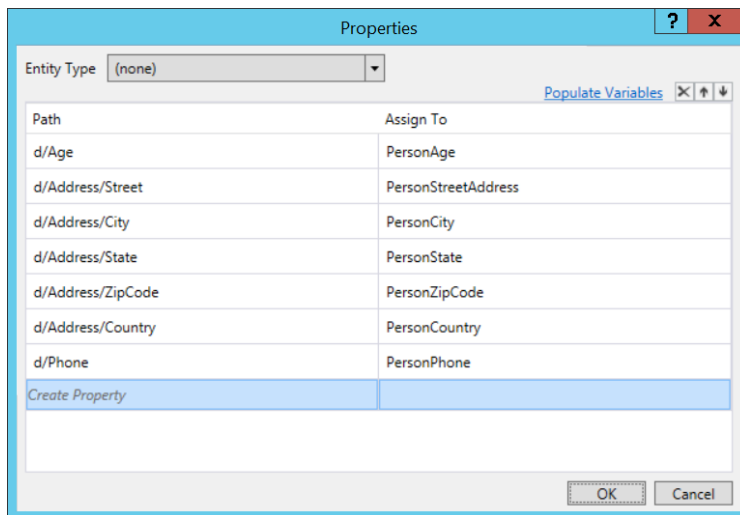 Properties
? X
Entity Type (none)
Populate Variables
Path Assign To
d/Age PersonAge
d/Address/Street PersonStreetAddress
d/Address/City PersonCity
d/Address/State PersonState
d/Address/ZipCode PersonZipCode
d/Address/Country PersonCountry
d/Phone PersonPhone
Create Property
OK Cancel